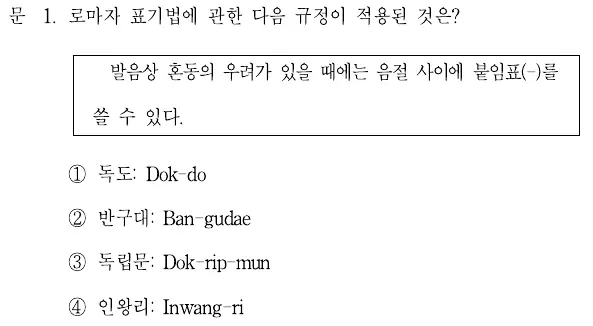 문 1. 로마자 표기법에 관한 다음 규정이 적용된 것은?
발음상 혼동의 우려가 있을 때에는 음절 사이에 붙임표(-)를
쓸 수 있다.
① 독도: Dok-do
② 반구대: Ban-gudae
③ 독립문: Dok-rip-mun
④ 인왕리: Inwang-ri